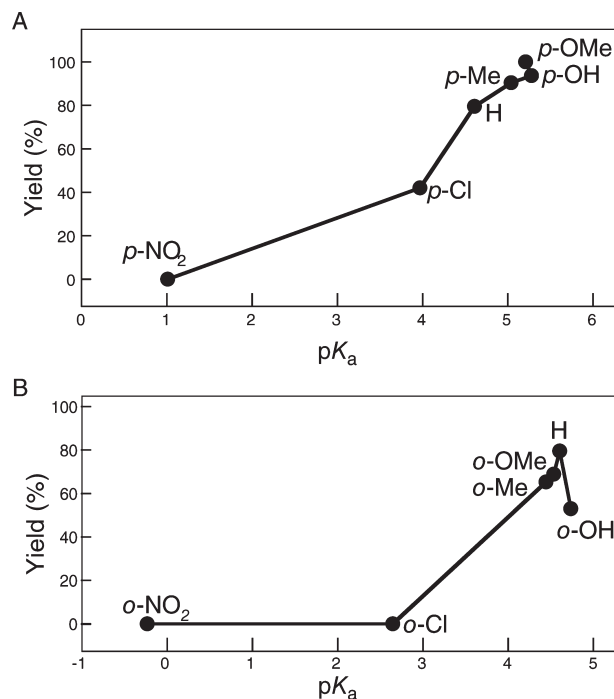 A
100
80
60
40
20
0
Yield (%)
p-OMe
p-Me
p-OH
H
p-Cl
p-NO2
0 1 2 3 4 5 6
pKa
B
100
80
60
40
20
0
Yield (%)
H
o-OMe
o-Me
o-OH
o-NO2
o-Cl
-1 0 1 2 3 4 5
pKa